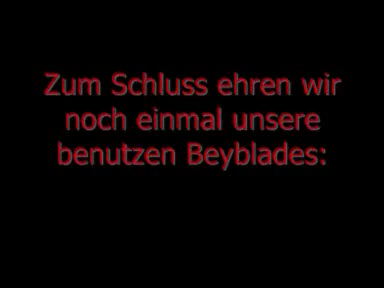 Zum Schluss ehren wir
noch einmal unsere
benutzen Beyblades: